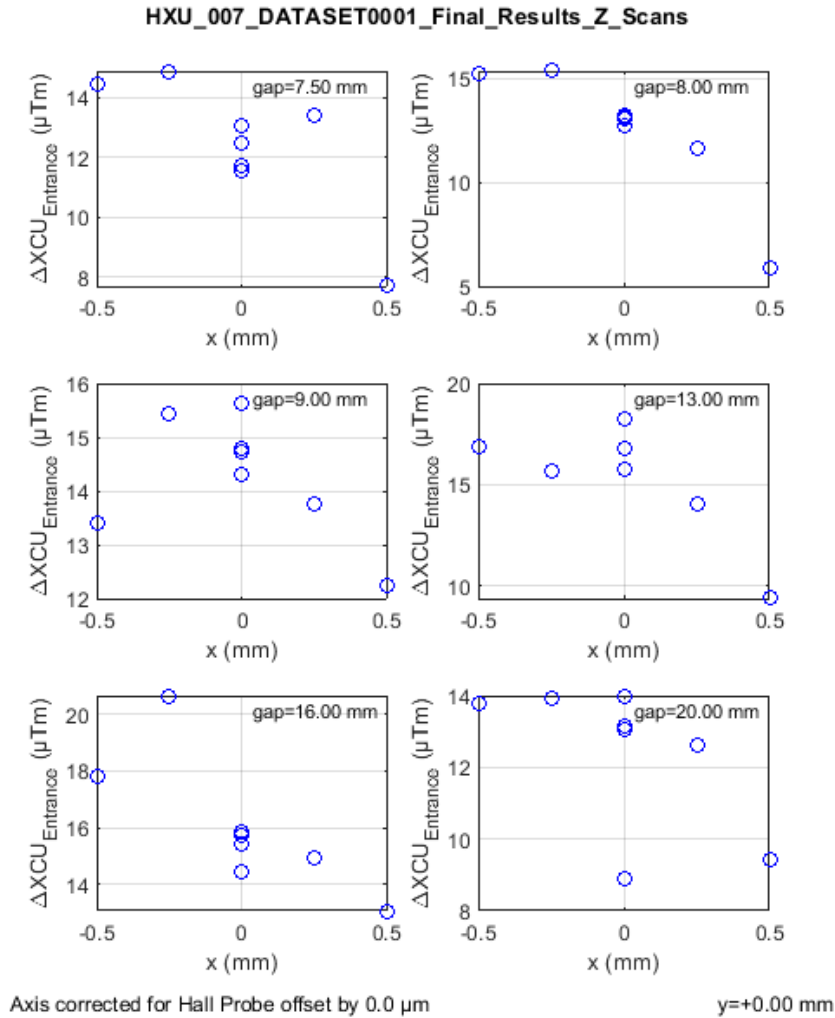 HXU_007_DATASET0001_Final_Results_Z_Scans
gap=7.50 mm
ΔXCU_Entrance (µTm)
14
12
10
8
-0.5 0 0.5
x (mm)
gap=8.00 mm
ΔXCU_Entrance (µTm)
15
10
5
-0.5 0 0.5
x (mm)
gap=9.00 mm
ΔXCU_Entrance (µTm)
16
15
14
13
12
-0.5 0 0.5
x (mm)
gap=13.00 mm
ΔXCU_Entrance (µTm)
20
15
10
-0.5 0 0.5
x (mm)
gap=16.00 mm
ΔXCU_Entrance (µTm)
20
18
16
14
-0.5 0 0.5
x (mm)
gap=20.00 mm
ΔXCU_Entrance (µTm)
14
12
10
8
-0.5 0 0.5
x (mm)
Axis corrected for Hall Probe offset by 0.0 µm
y=+0.00 mm